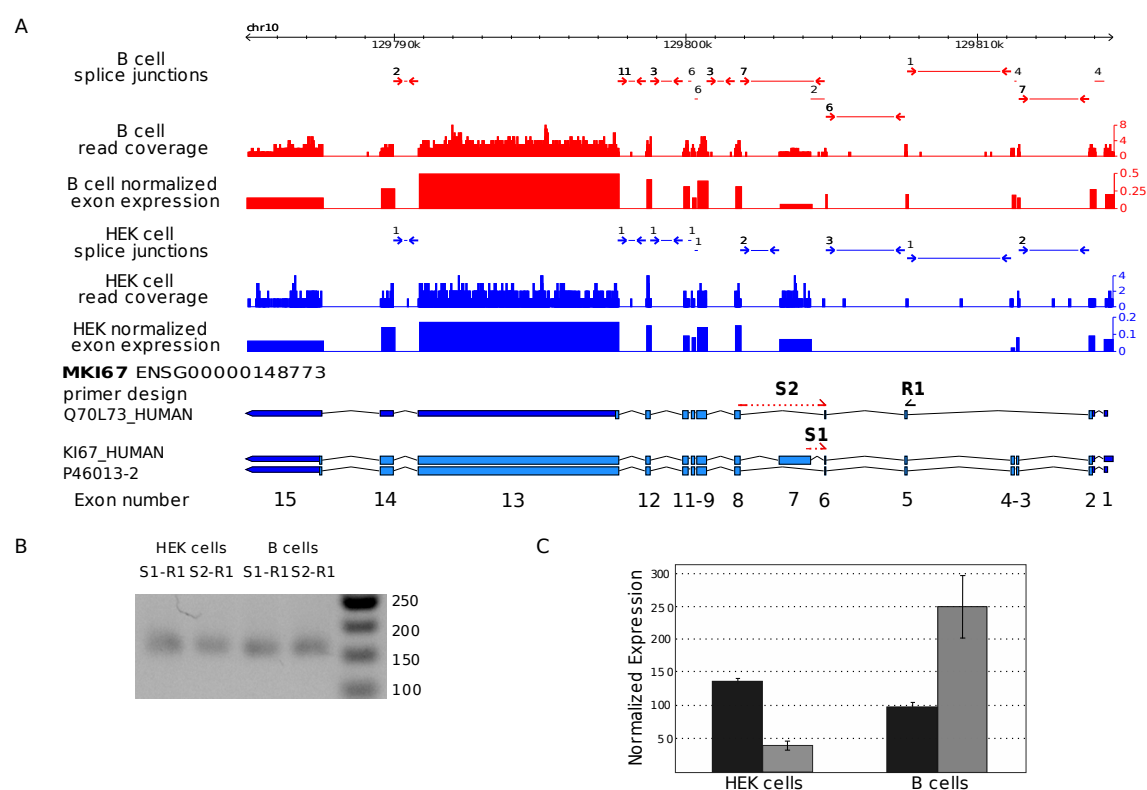 A
chr10
129790k 129800k 129810k
B cell
splice junctions
2 11 3 6 3 7 1 4 4
6 2 7
6
B cell
read coverage
8
4
0
B cell normalized
exon expression
0.5
0.25
0
HEK cell
splice junctions
1 1 1 1 2 3 1 2
1
HEK cell
read coverage
4
2
0
HEK normalized
exon expression
0.2
0.1
0
MKI67 ENSG00000148773
primer design
S2 R1
Q70L73_HUMAN
S1
KI67_HUMAN
P46013-2
Exon number 15 14 13 12 11-9 8 7 6 5 4-3 2 1
B
HEK cells B cells
S1-R1 S2-R1 S1-R1 S2-R1
250
200
150
100
C
Normalized Expression
300
250
200
150
100
50
HEK cells B cells